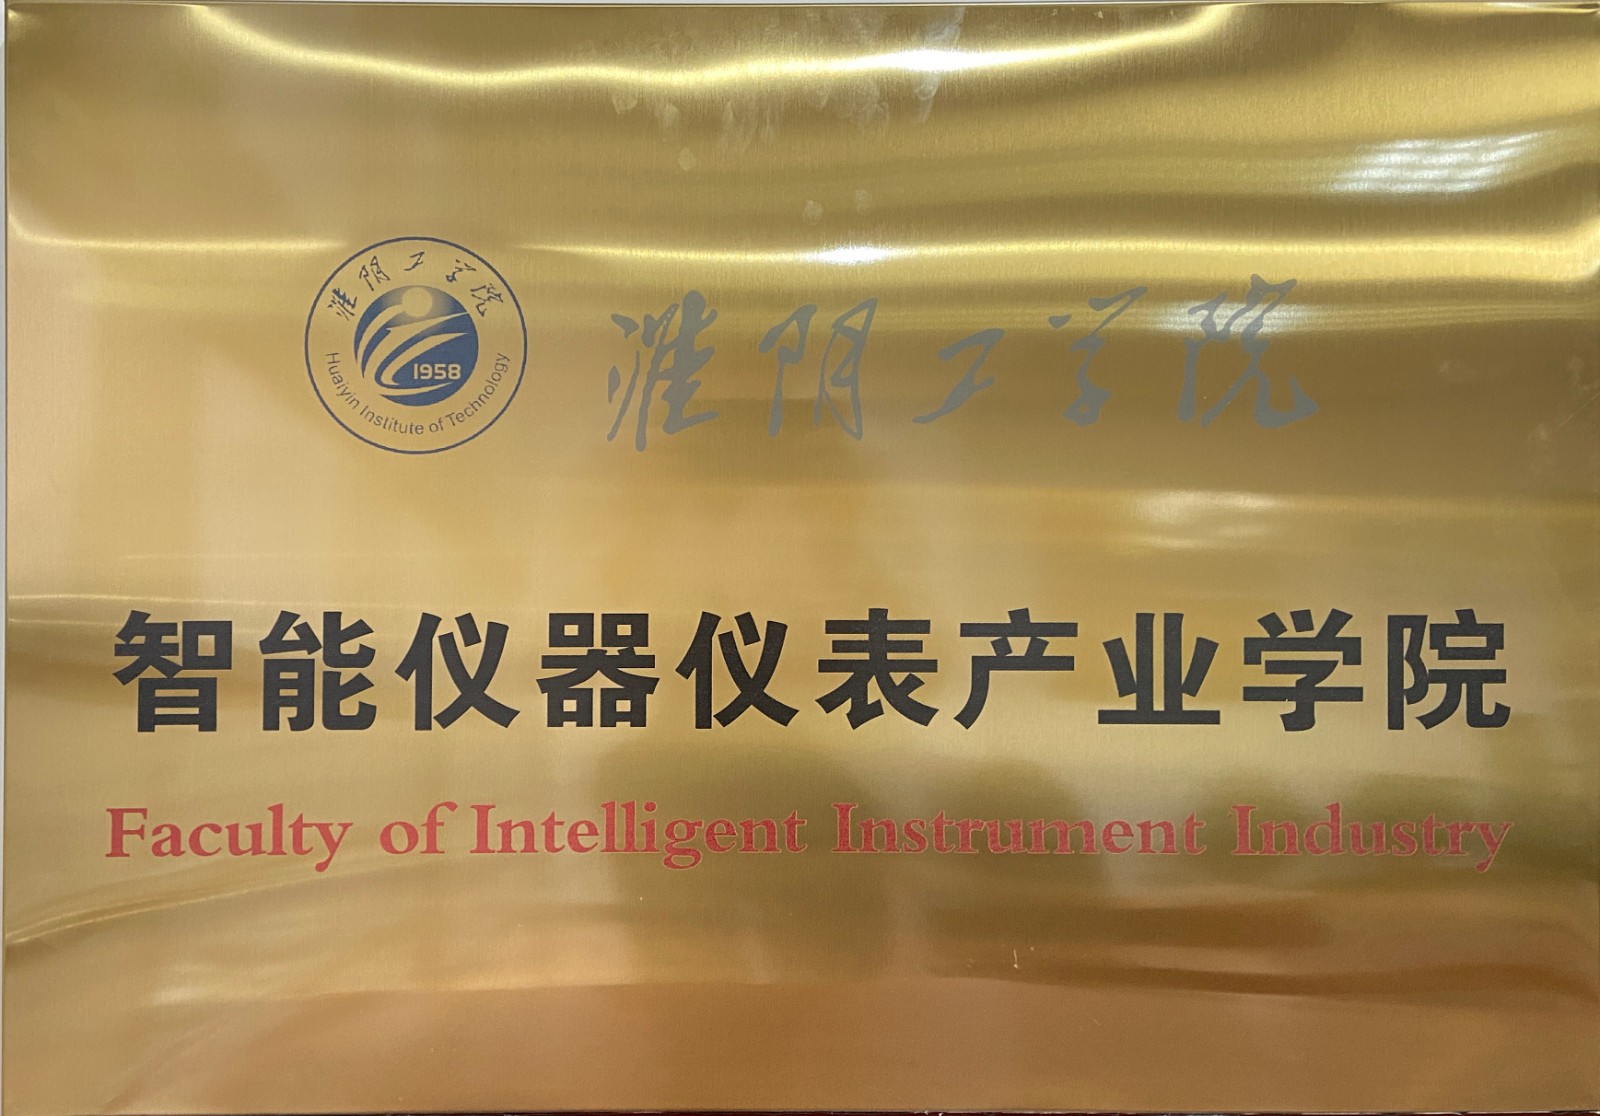 淮阴工学院
1958
Huaiyin Institute of Technology
淮阴工学院
智能仪器仪表产业学院
Faculty of Intelligent Instrument Industry